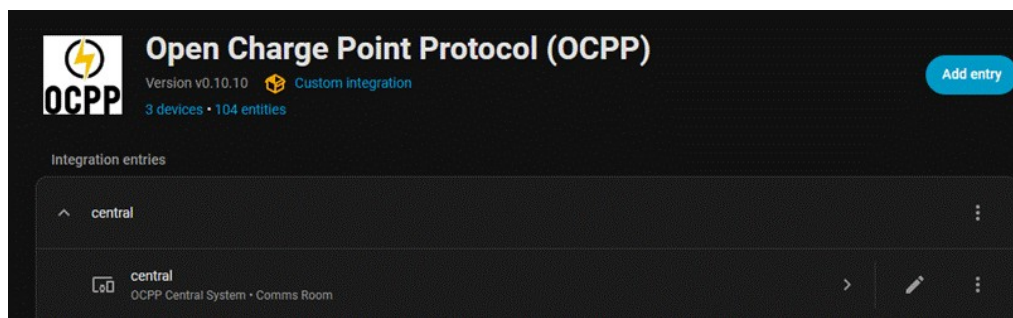 Open Charge Point Protocol (OCPP)
OCPP
Version v0.10.10 Custom integration
3 devices • 104 entities
Add entry
Integration entries
central
central
OCPP Central System • Comms Room